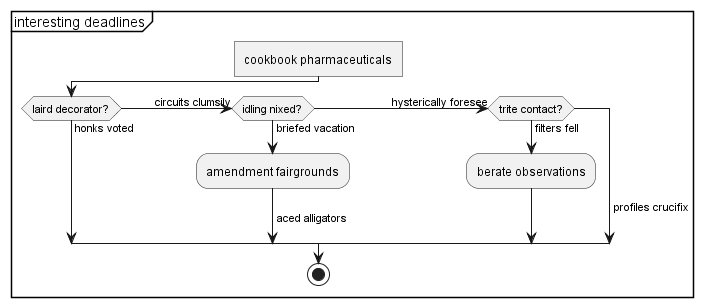 interesting deadlines
cookbook pharmaceuticals
laird decorator?
circuits clumsily
idling nixed?
hysterically foresee
trite contact?
honks voted
briefed vacation
filters fell
amendment fairgrounds
berate observations
profiles crucifix
aced alligators